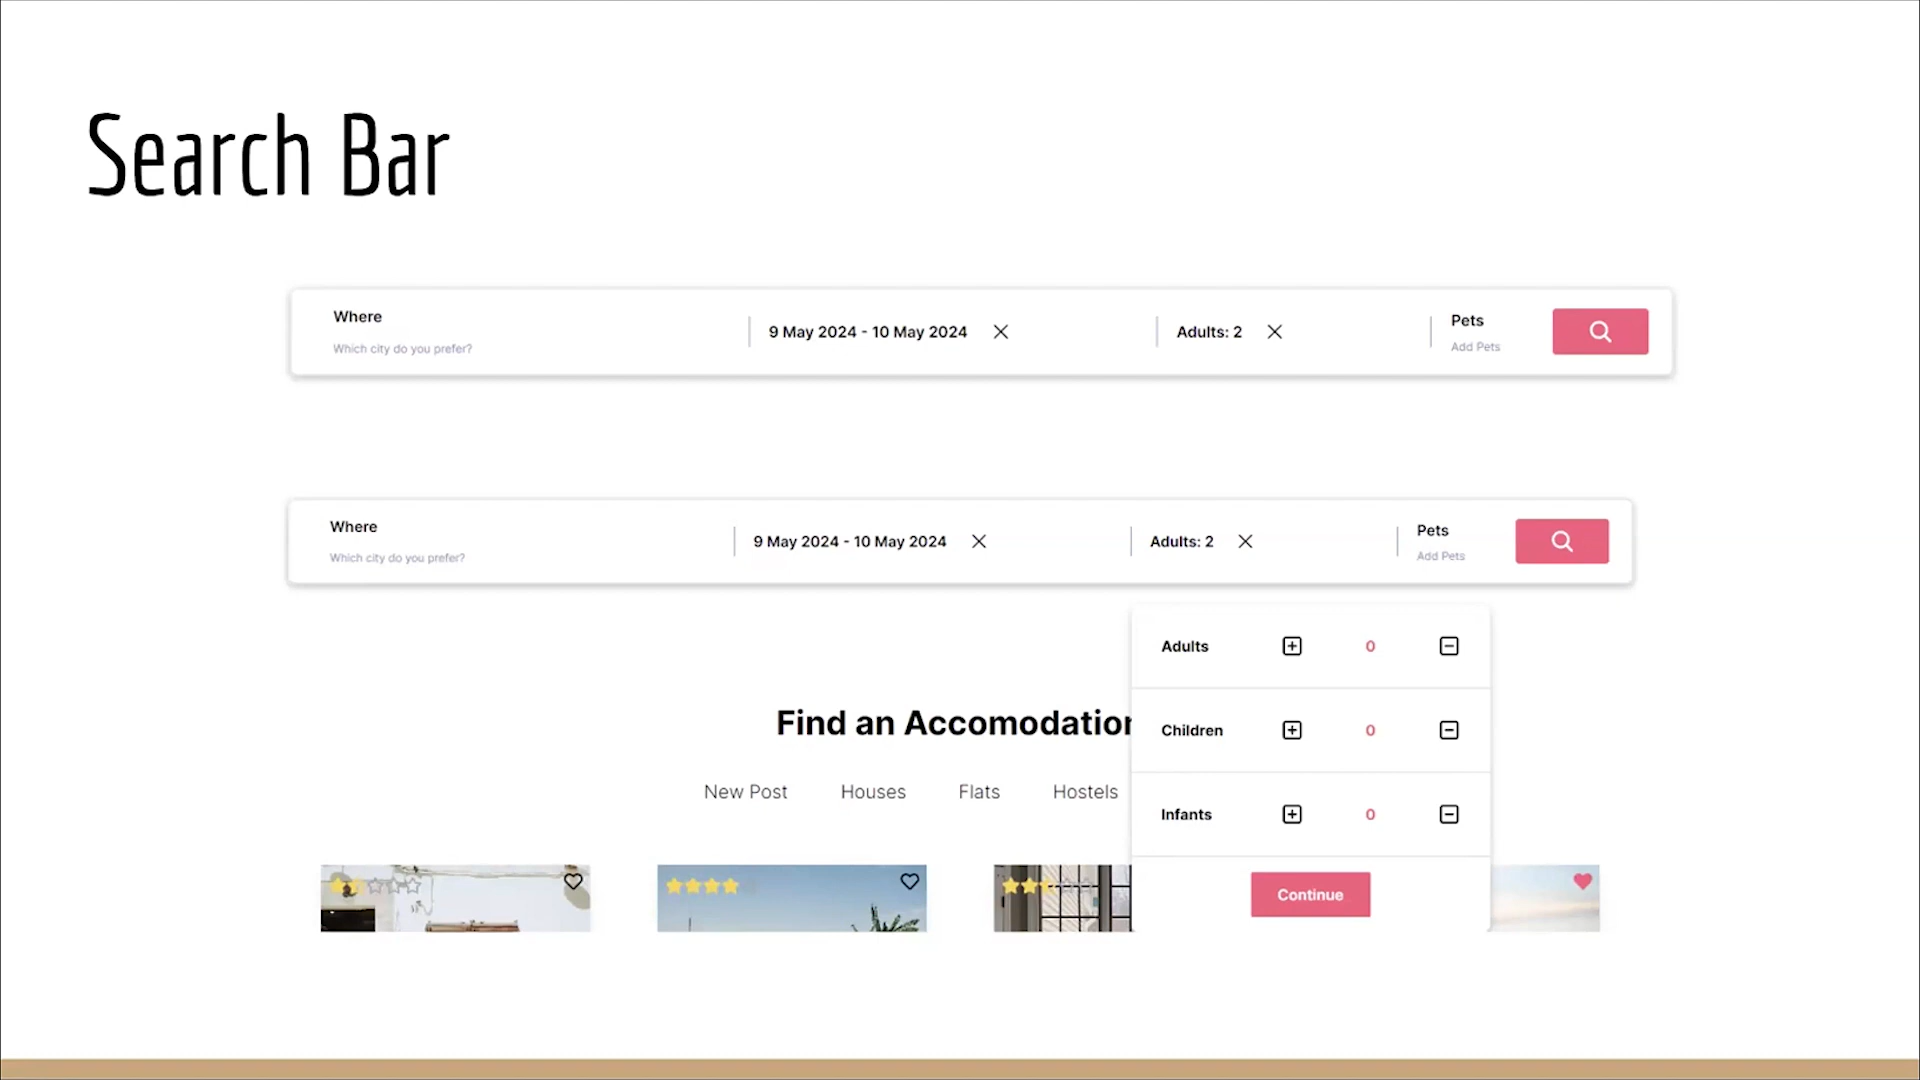 Search Bar
Where
Which city do you prefer?
9 May 2024 - 10 May 2024
Adults: 2
Pets
Add Pets
Where
Which city do you prefer?
9 May 2024 - 10 May 2024
Adults: 2
Pets
Add Pets
Adults 0
Find an Accomodation
Children 0
New Post Houses Flats Hostels
Infants 0
Continue